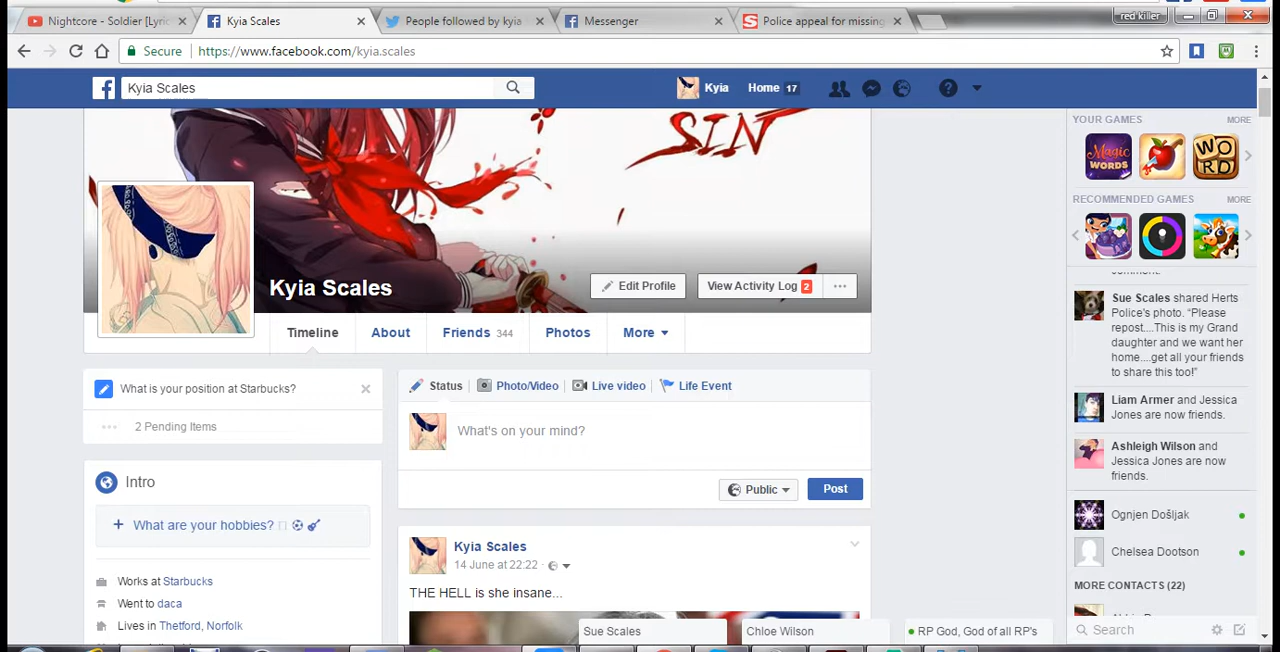 Nightcore - Soldier [Lyric
Kyia Scales
People followed by kyia
Messenger
Police appeal for missing
red killer
Secure
https://www.facebook.com/kyia.scales
Kyia Scales
Kyia
Home 17
SIN
Kyia Scales
Edit Profile
View Activity Log 2
Timeline
About
Friends 344
Photos
More
What is your position at Starbucks?
2 Pending Items
Intro
+ What are your hobbies?
Works at Starbucks
Went to daca
Lives in Thetford, Norfolk
Status
Photo/Video
Live video
Life Event
What's on your mind?
Public
Post
Kyia Scales
14 June at 22:22 ·
THE HELL is she insane...
YOUR GAMES
MORE
MAGIC
WORDS
WO
RD
RECOMMENDED GAMES
MORE
comment.
Sue Scales shared Herts
Police's photo. “Please
repost....This is my Grand
daughter and we want her
home....get all your friends
to share this too!”
Liam Armer and Jessica
Jones are now friends.
Ashleigh Wilson and
Jessica Jones are now
friends.
Ognjen Došljak
Chelsea Dootson
MORE CONTACTS (22)
Search
Sue Scales
Chloe Wilson
RP God, God of all RP's